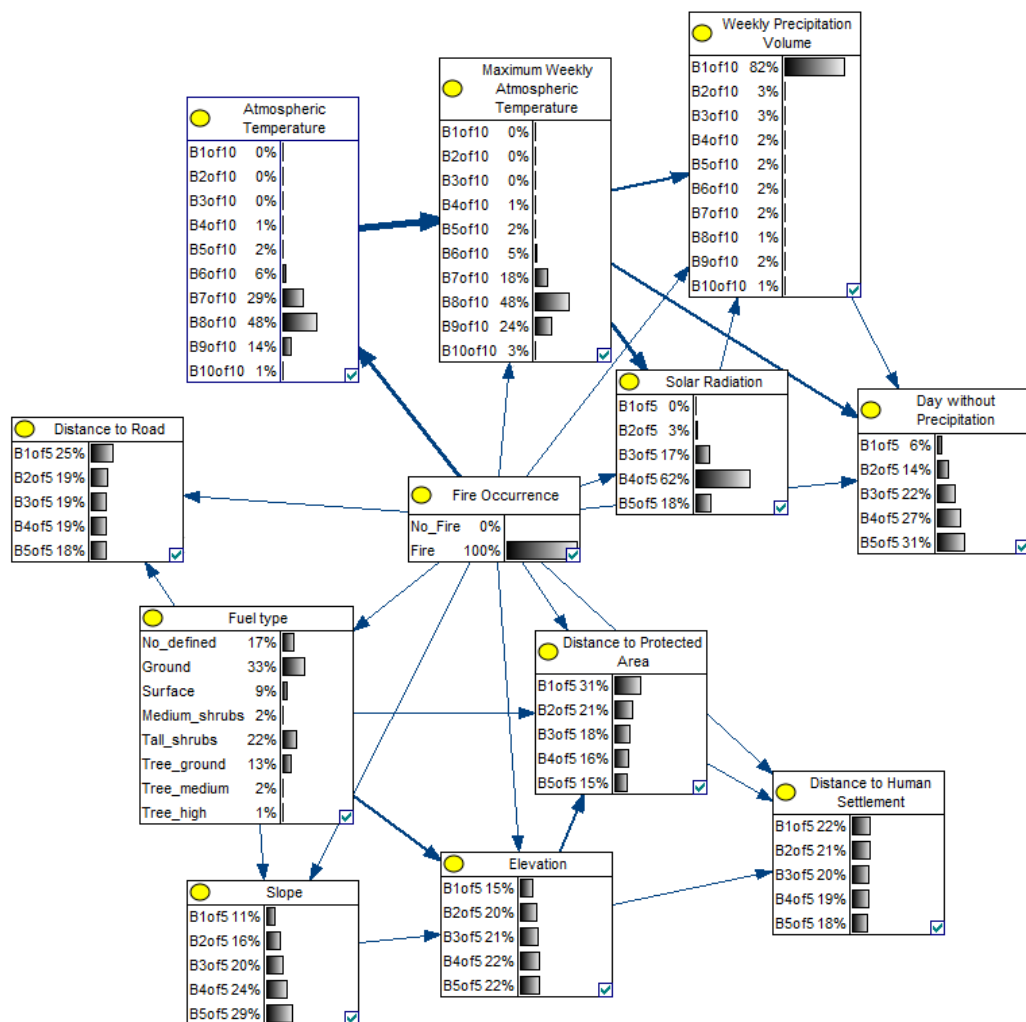 Weekly Precipitation
Volume
B1of10 82%
B2of10 3%
B3of10 3%
B4of10 2%
B5of10 2%
B6of10 2%
B7of10 2%
B8of10 1%
B9of10 2%
B10of10 1%
Maximum Weekly
Atmospheric
Temperature
B1of10 0%
B2of10 0%
B3of10 0%
B4of10 1%
B5of10 2%
B6of10 5%
B7of10 18%
B8of10 48%
B9of10 24%
B10of10 3%
Atmospheric
Temperature
B1of10 0%
B2of10 0%
B3of10 0%
B4of10 1%
B5of10 2%
B6of10 6%
B7of10 29%
B8of10 48%
B9of10 14%
B10of10 1%
Solar Radiation
B1of5 0%
B2of5 3%
B3of5 17%
B4of5 62%
B5of5 18%
Day without
Precipitation
B1of5 6%
B2of5 14%
B3of5 22%
B4of5 27%
B5of5 31%
Distance to Road
B1of5 25%
B2of5 19%
B3of5 19%
B4of5 19%
B5of5 18%
Fire Occurrence
No_Fire 0%
Fire 100%
Fuel type
No_defined 17%
Ground 33%
Surface 9%
Medium_shrubs 2%
Tall_shrubs 22%
Tree_ground 13%
Tree_medium 2%
Tree_high 1%
Distance to Protected
Area
B1of5 31%
B2of5 21%
B3of5 18%
B4of5 16%
B5of5 15%
Distance to Human
Settlement
B1of5 22%
B2of5 21%
B3of5 20%
B4of5 19%
B5of5 18%
Elevation
B1of5 15%
B2of5 20%
B3of5 21%
B4of5 22%
B5of5 22%
Slope
B1of5 11%
B2of5 16%
B3of5 20%
B4of5 24%
B5of5 29%